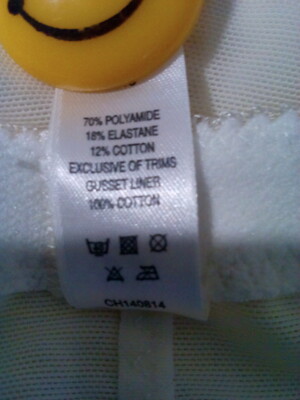 70% POLYAMIDE
18% ELASTANE
12% COTTON
EXCLUSIVE OF TRIMS
GUSSET LINER
100% COTTON
CH140814